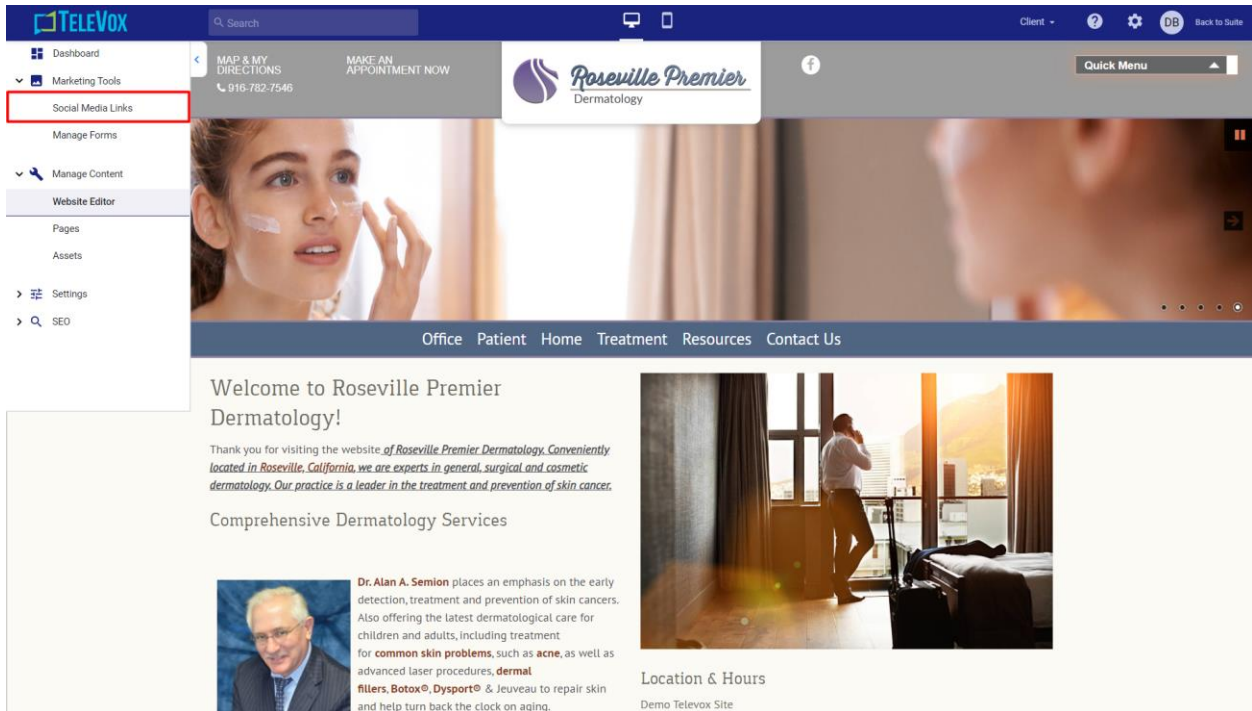 TELEVOX
Search
Client
?
DB
Back to Suite
Dashboard
Marketing Tools
Social Media Links
Manage Forms
Manage Content
Website Editor
Pages
Assets
Settings
SEO
MAP & MY
DIRECTIONS
916-782-7546
MAKE AN
APPOINTMENT NOW
Roseville Premier
Dermatology
f
Quick Menu
Office Patient Home Treatment Resources Contact Us
Welcome to Roseville Premier
Dermatology!
Thank you for visiting the website of Roseville Premier Dermatology. Conveniently
located in Roseville, California, we are experts in general, surgical and cosmetic
dermatology. Our practice is a leader in the treatment and prevention of skin cancer.
Comprehensive Dermatology Services
Dr. Alan A. Semion places an emphasis on the early
detection, treatment and prevention of skin cancers.
Also offering the latest dermatological care for
children and adults, including treatment
for common skin problems, such as acne, as well as
advanced laser procedures, dermal
fillers, Botox®, Dysport® & Jeuveau to repair skin
and help turn back the clock on aging.
Location & Hours
Demo Televox Site